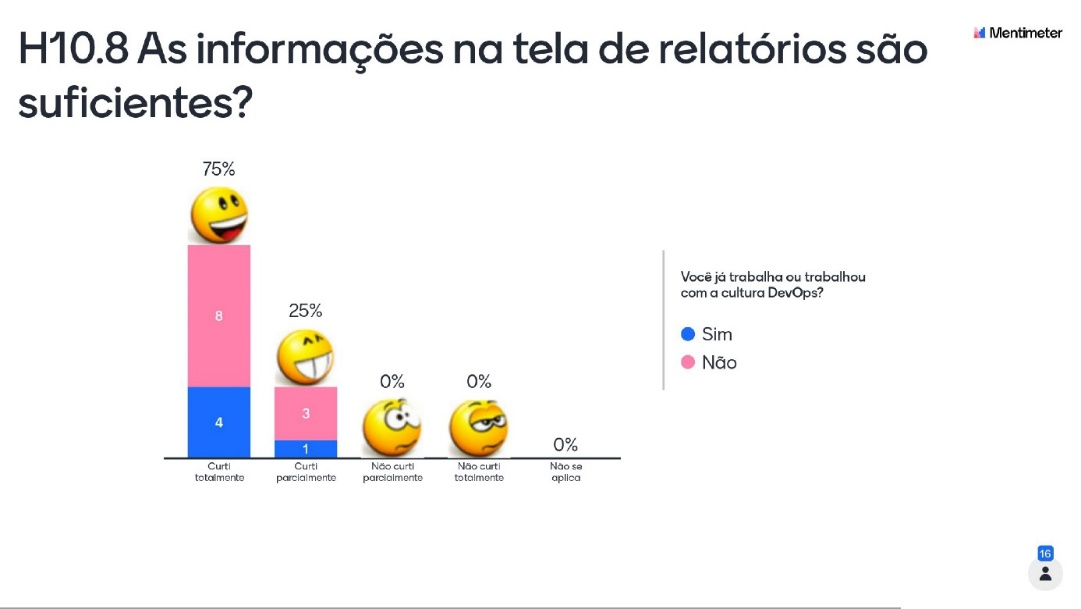 H10.8 As informações na tela de relatórios são
suficientes?
Mentimeter
75%
8
4
25%
3
1
0%
0%
0%
Curti
totalmente
Curti
parcialmente
Não curti
parcialmente
Não curti
totalmente
Não se
aplica
Você já trabalha ou trabalhou
com a cultura DevOps?
Sim
Não
16